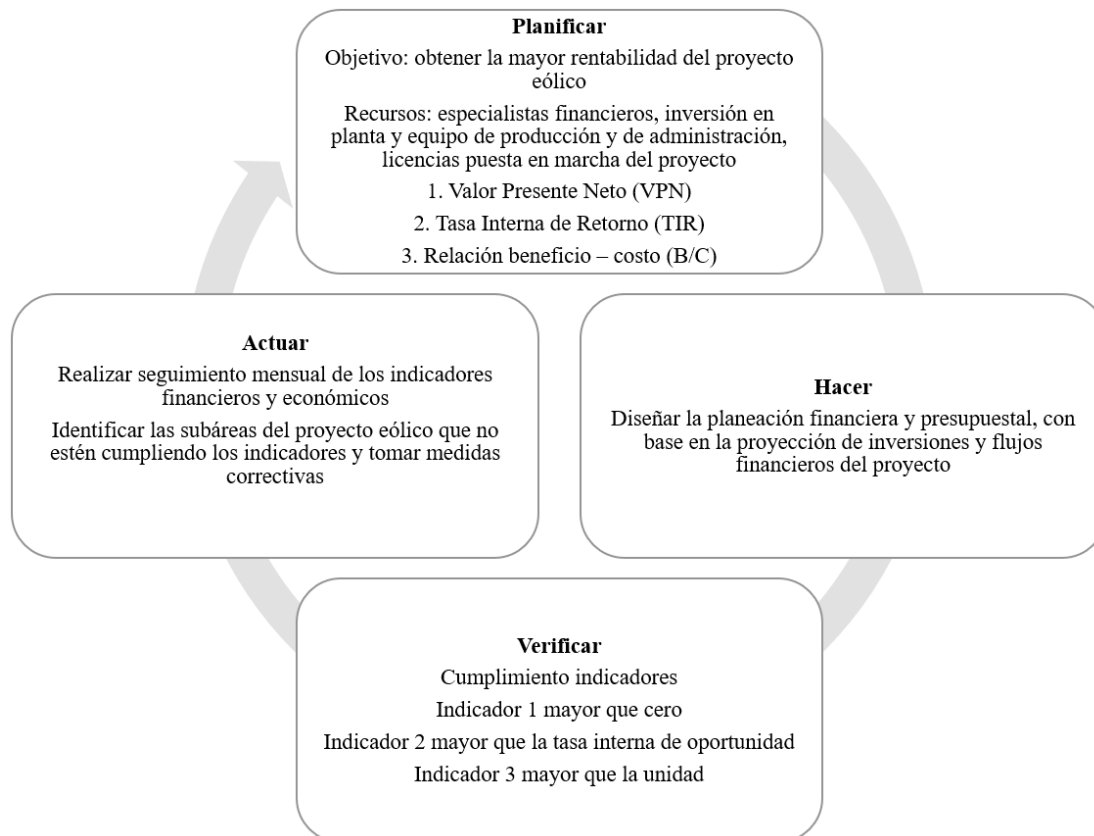 Planificar
Objetivo: obtener la mayor rentabilidad del proyecto
eólico
Recursos: especialistas financieros, inversión en
planta y equipo de producción y de administración,
licencias puesta en marcha del proyecto
1. Valor Presente Neto (VPN)
2. Tasa Interna de Retorno (TIR)
3. Relación beneficio – costo (B/C)
Actuar
Realizar seguimiento mensual de los indicadores
financieros y económicos
Identificar las subáreas del proyecto eólico que no
estén cumpliendo los indicadores y tomar medidas
correctivas
Hacer
Diseñar la planeación financiera y presupuestal, con
base en la proyección de inversiones y flujos
financieros del proyecto
Verificar
Cumplimiento indicadores
Indicador 1 mayor que cero
Indicador 2 mayor que la tasa interna de oportunidad
Indicador 3 mayor que la unidad